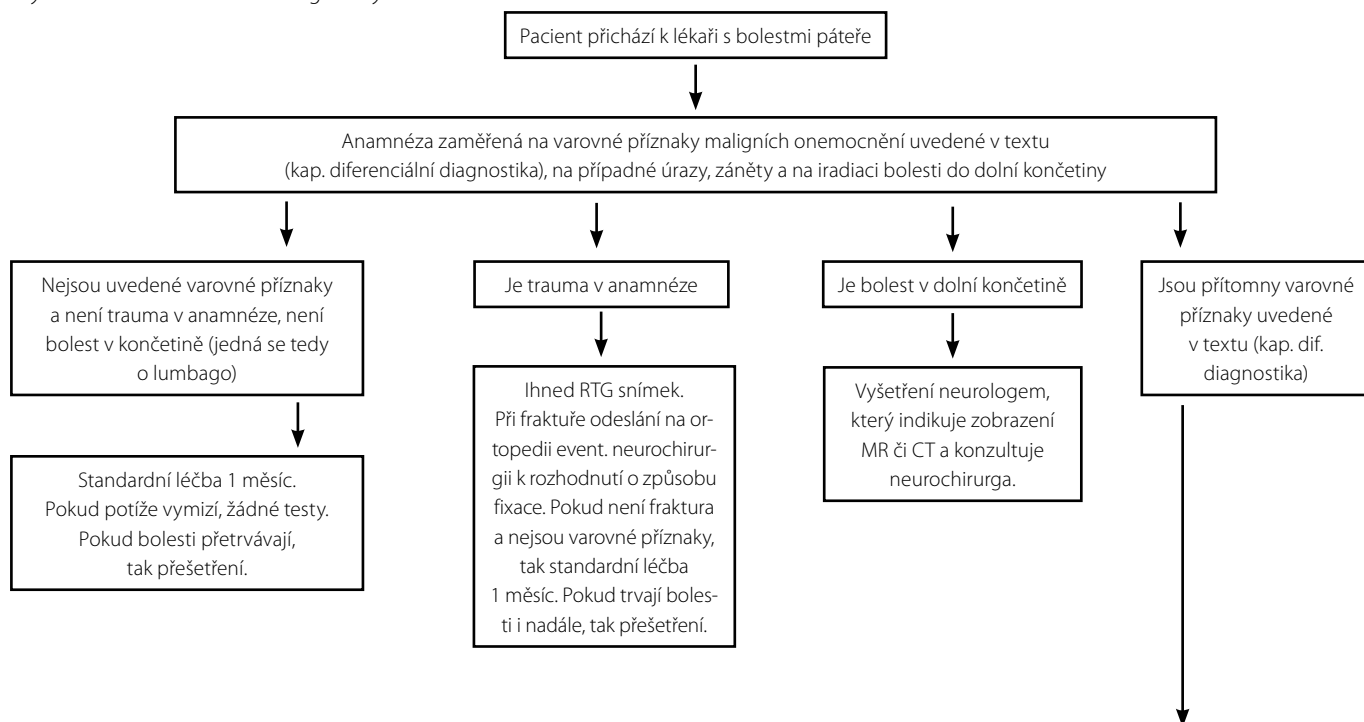 Pacient přichází k lékaři s bolestmi páteře
Anamnéza zaměřená na varovné příznaky maligních onemocnění uvedené v textu
(kap. diferenciální diagnostika), na případné úrazy, záněty a na iradiaci bolesti do dolní končetiny
Nejsou uvedené varovné příznaky
a není trauma v anamnéze, není
bolest v končetině (jedná se tedy
o lumbago)
Standardní léčba 1 měsíc.
Pokud potíže vymizí, žádné testy.
Pokud bolesti přetrvávají,
tak přešetření.
Je trauma v anamnéze
Ihned RTG snímek.
Při fraktuře odeslání na or-
topedii event. neurochirur-
gii k rozhodnutí o způsobu
fixace. Pokud není fraktura
a nejsou varovné příznaky,
tak standardní léčba
1 měsíc. Pokud trvají boles-
ti i nadále, tak přešetření.
Je bolest v dolní končetině
Vyšetření neurologem,
který indikuje zobrazení
MR či CT a konzultuje
neurochirurga.
Jsou přítomny varovné
příznaky uvedené
v textu (kap. dif.
diagnostika)